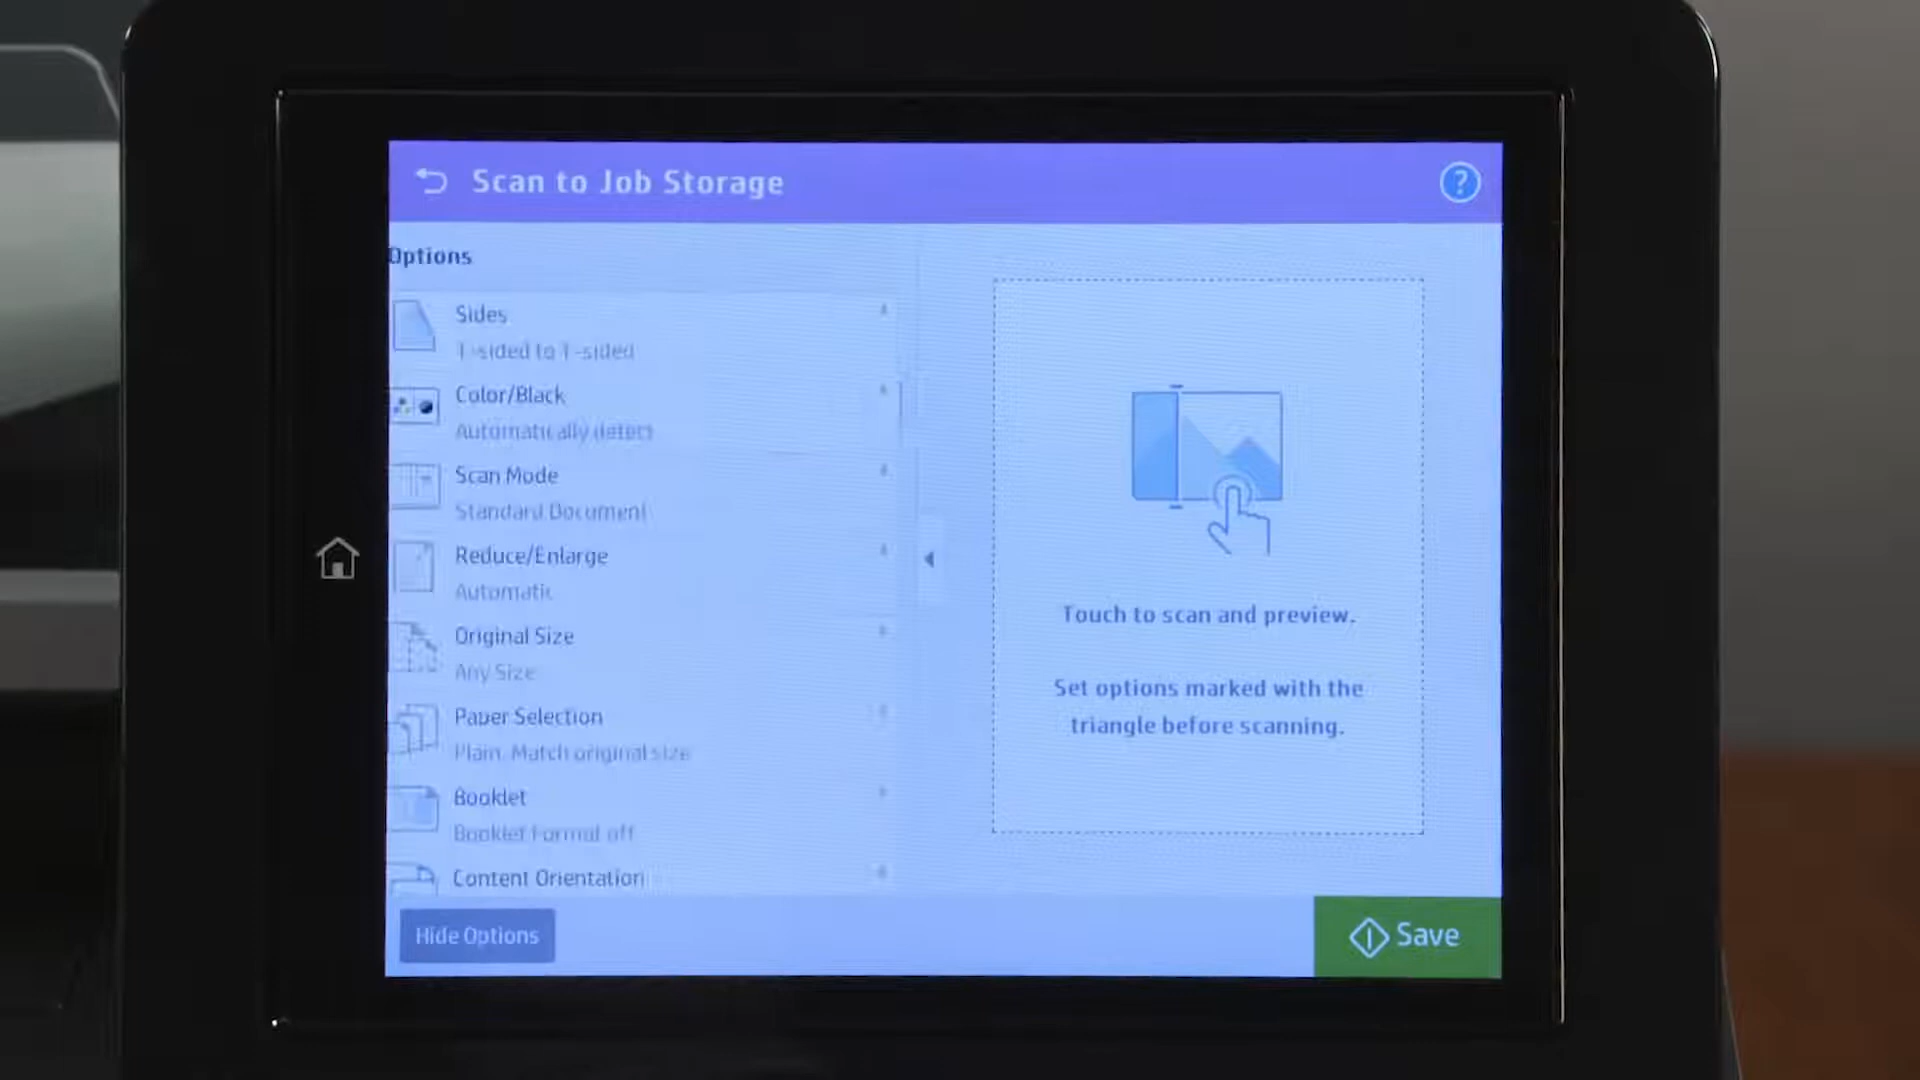 Scan to Job Storage
?
Options
Sides
1-sided to 1-sided
Color/Black
Automatically detect
Scan Mode
Standard Document
Reduce/Enlarge
Automatic
Original Size
Any Size
Paper Selection
Plain, Match original size
Booklet
Booklet Format off
Content Orientation
Hide Options
Touch to scan and preview.
Set options marked with the
triangle before scanning.
Save